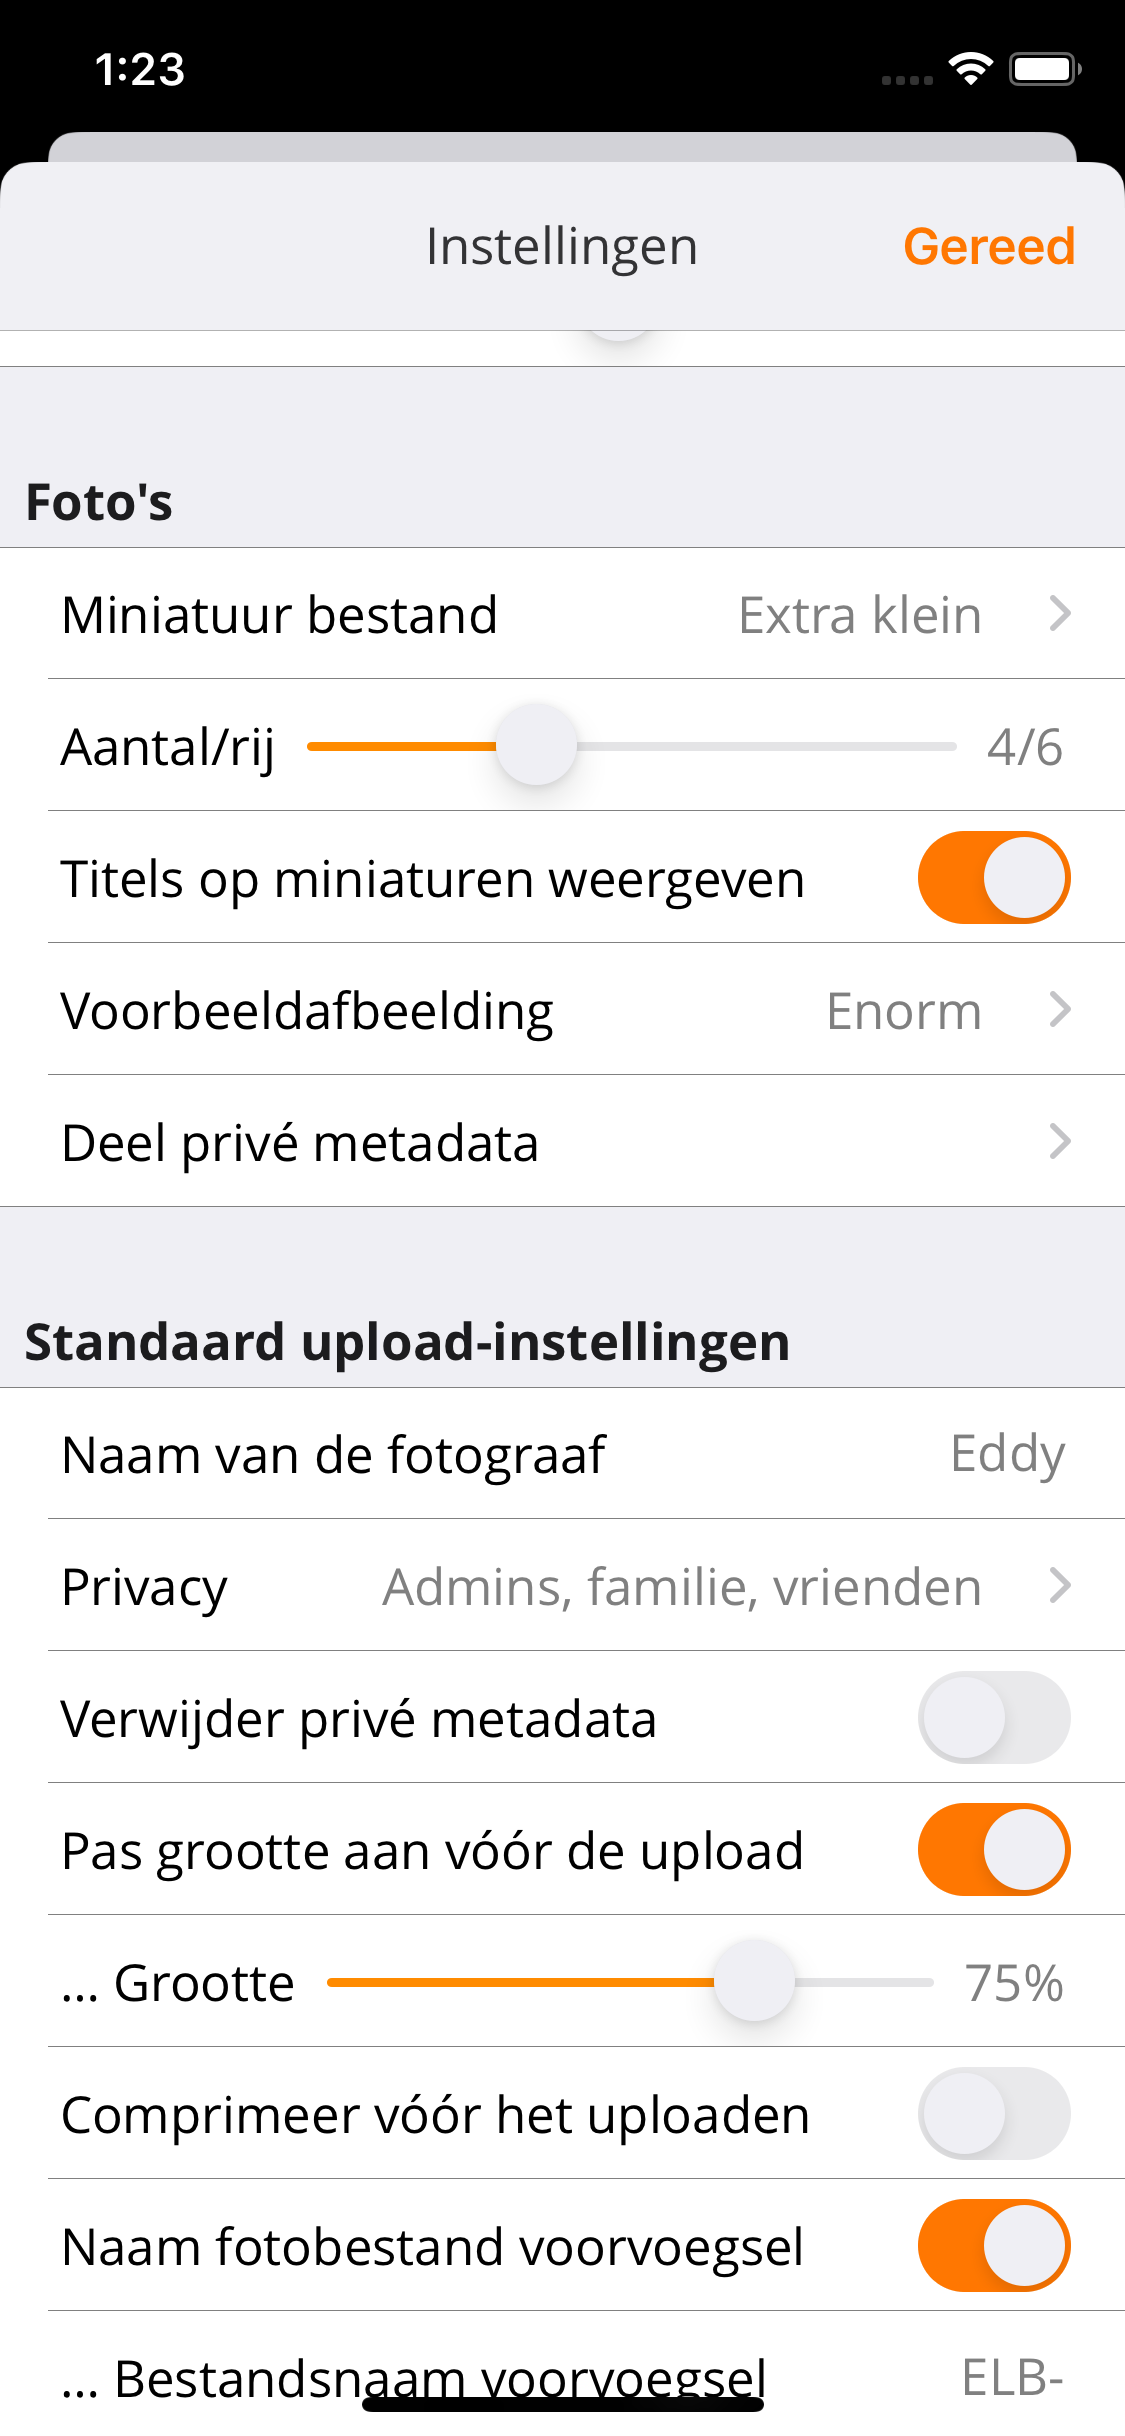 1:23
Instellingen Gereed
Foto's
Miniatuur bestand Extra klein
Aantal/rij 4/6
Titels op miniaturen weergeven
Voorbeeldafbeelding Enorm
Deel privé metadata
Standaard upload-instellingen
Naam van de fotograaf Eddy
Privacy Admins, familie, vrienden
Verwijder privé metadata
Pas grootte aan vóór de upload
... Grootte 75%
Comprimeer vóór het uploaden
Naam fotobestand voorvoegsel
... Bestandsnaam voorvoegsel ELB-